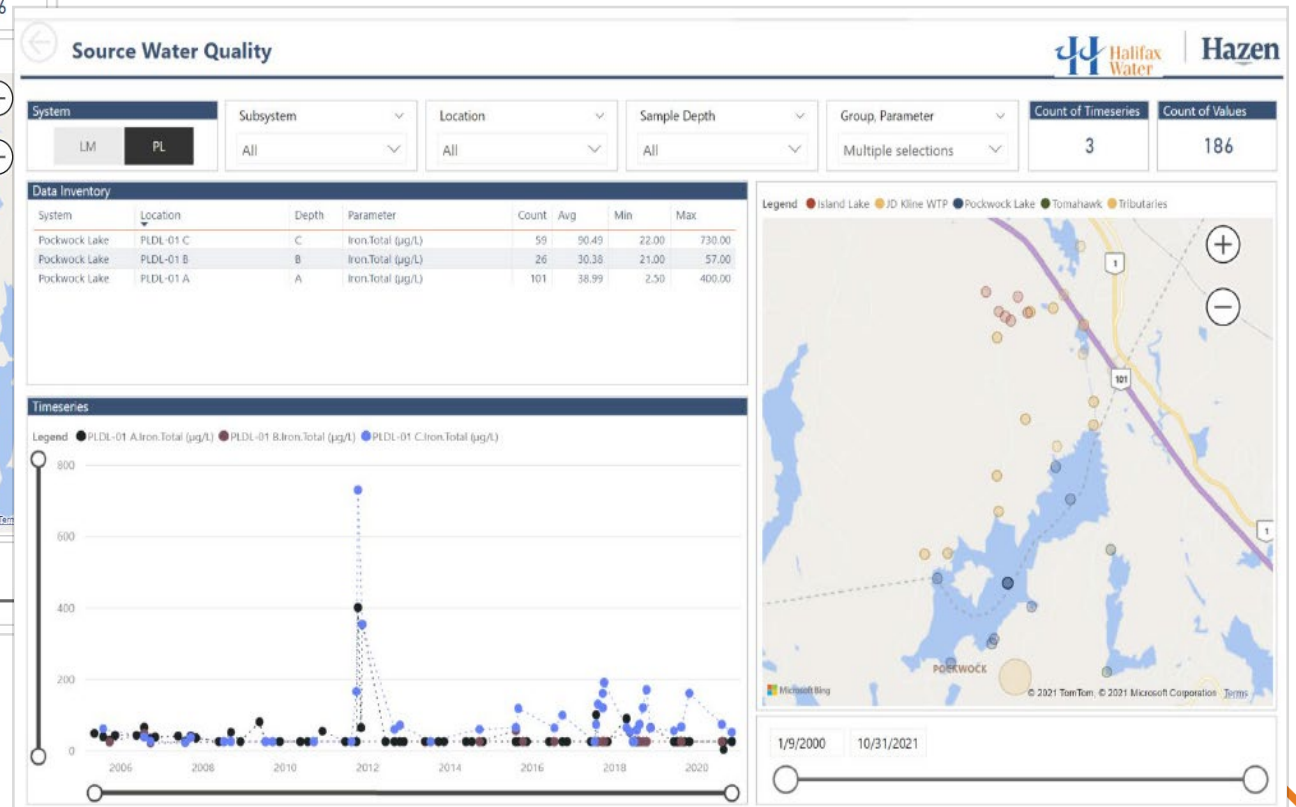 6
Source Water Quality
Halifax Water
Hazen
System
LM PL
Subsystem
All
Location
All
Sample Depth
All
Group, Parameter
Multiple selections
Count of Timeseries
3
Count of Values
186
Data Inventory
System Location Depth Parameter Count Avg Min Max
Pockwock Lake PLDL-01 C C Iron.Total (µg/L) 59 90.49 22.00 730.00
Pockwock Lake PLDL-01 B B Iron.Total (µg/L) 26 30.38 21.00 57.00
Pockwock Lake PLDL-01 A A Iron.Total (µg/L) 101 38.99 2.50 400.00
Legend Island Lake JD Kline WTP Pockwock Lake Tomahawk Tributaries
1
101
1
POCKWOCK
Microsoft Bing
© 2021 TomTom, © 2021 Microsoft Corporation Terms
Timeseries
Legend PLDL-01 A.Iron.Total (µg/L) PLDL-01 B.Iron.Total (µg/L) PLDL-01 C.Iron.Total (µg/L)
800
600
400
200
0
2006 2008 2010 2012 2014 2016 2018 2020
1/9/2000 10/31/2021